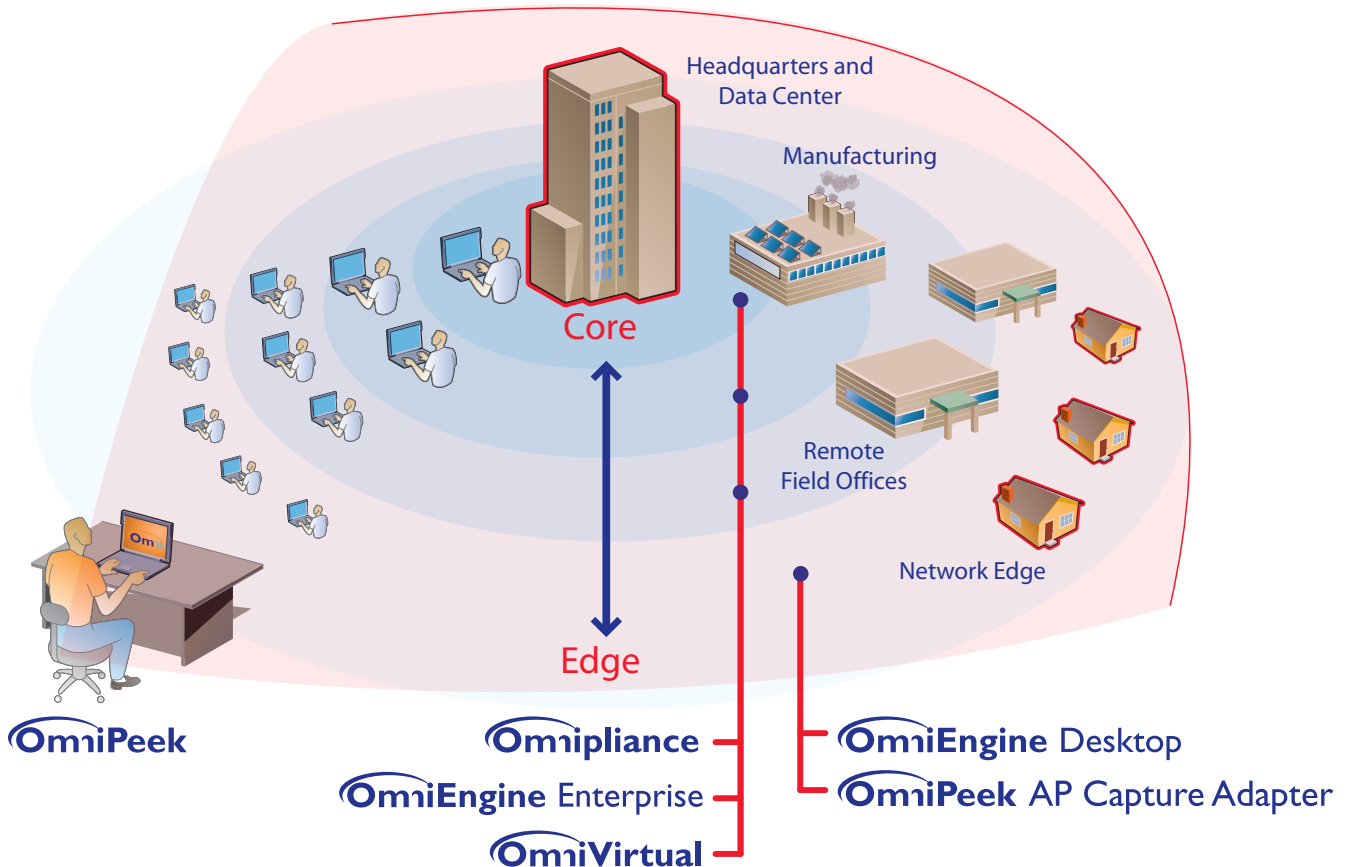 Headquarters and
Data Center
Manufacturing
Core
Remote
Field Offices
Network Edge
Omni
Edge
OmniPeek
Omnipliance
OmniEngine Enterprise
OmniVirtual
OmniEngine Desktop
OmniPeek AP Capture Adapter